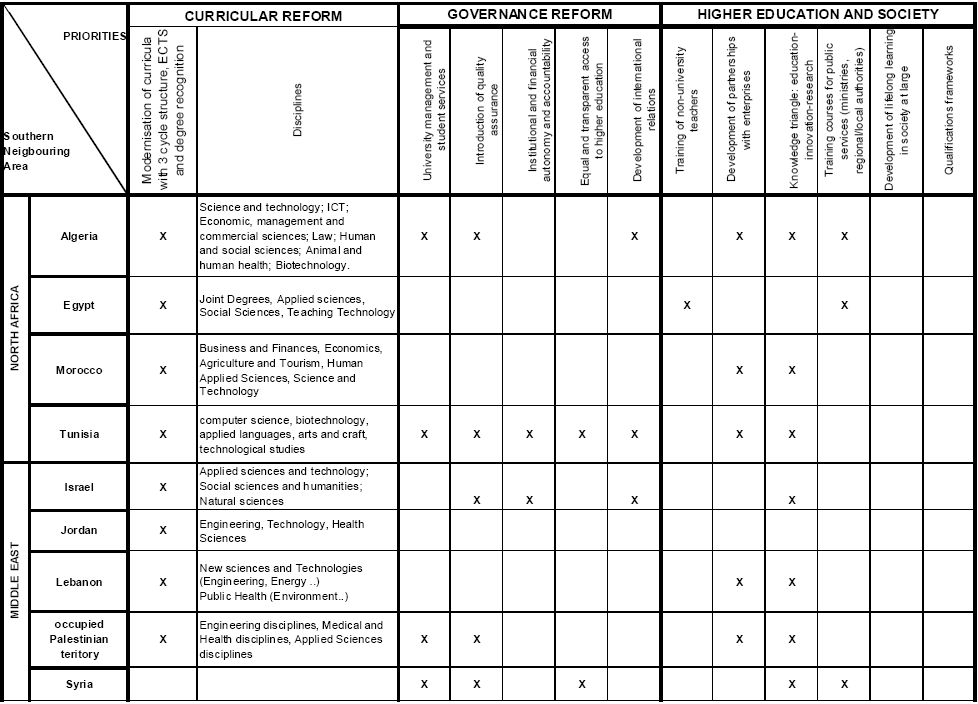 CURRICULAR REFORM
GOVERNANCE REFORM
HIGHER EDUCATION AND SOCIETY
PRIORITIES
Southern
Neigbouring
Area
Modernisation of curricula
with 3 cycle structure, ECTS
and degree recognition
Disciplines
University management and
student services
Introduction of quality
assurance
Institutional and financial
autonomy and accountability
Equal and transparent access
to higher education
Development of international
relations
Training of non-university
teachers
Development of partnerships
with enterprises
Knowledge triangle: education-
innovation-research
Training courses for public
services (ministries,
regional/local authorities)
Development of lifelong learning
in society at large
Qualifications frameworks
NORTH AFRICA
Algeria
X
Science and technology; ICT;
Economic, management and
commercial sciences; Law; Human
and social sciences; Animal and
human health; Biotechnology.
X X X X X X
Egypt
X
Joint Degrees, Applied sciences,
Social Sciences, Teaching Technology
X X
Morocco
X
Business and Finances, Economics,
Agriculture and Tourism, Human
Applied Sciences, Science and
Technology
X X
Tunisia
X
computer science, biotechnology,
applied languages, arts and craft,
technological studies
X X X X X X X
MIDDLE EAST
Israel
X
Applied sciences and technology;
Social sciences and humanities;
Natural sciences
X X X X
Jordan
X
Engineering, Technology, Health
Sciences
Lebanon
X
New sciences and Technologies
(Engineering, Energy ..)
Public Health (Environment..)
X X
occupied
Palestinian
teritory
X
Engineering disciplines, Medical and
Health disciplines, Applied Sciences
disciplines
X X X X
Syria
X X X X X